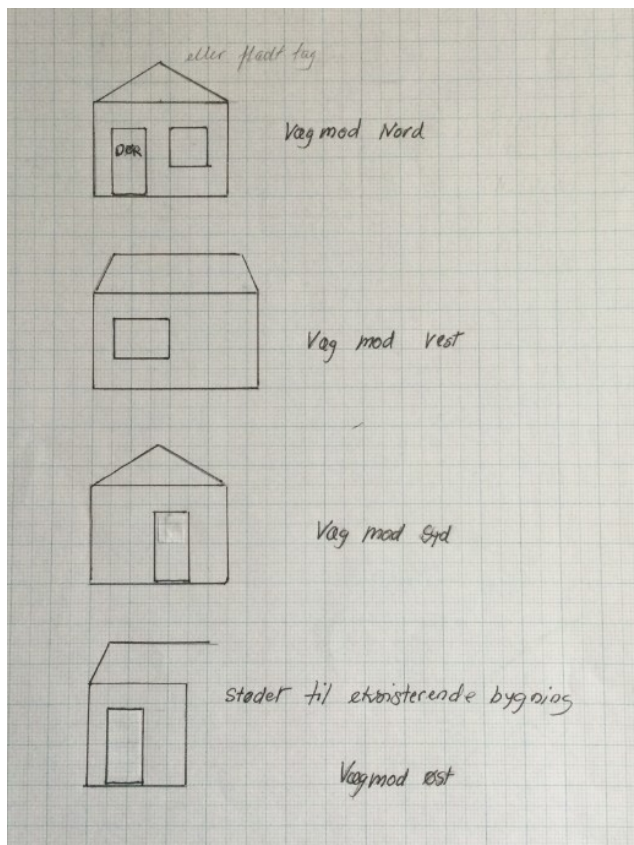 eller fladt tag
DØR
Væg mod Nord
Væg mod vest
Væg mod Syd
Stødet til eksisterende bygning
Væg mod øst